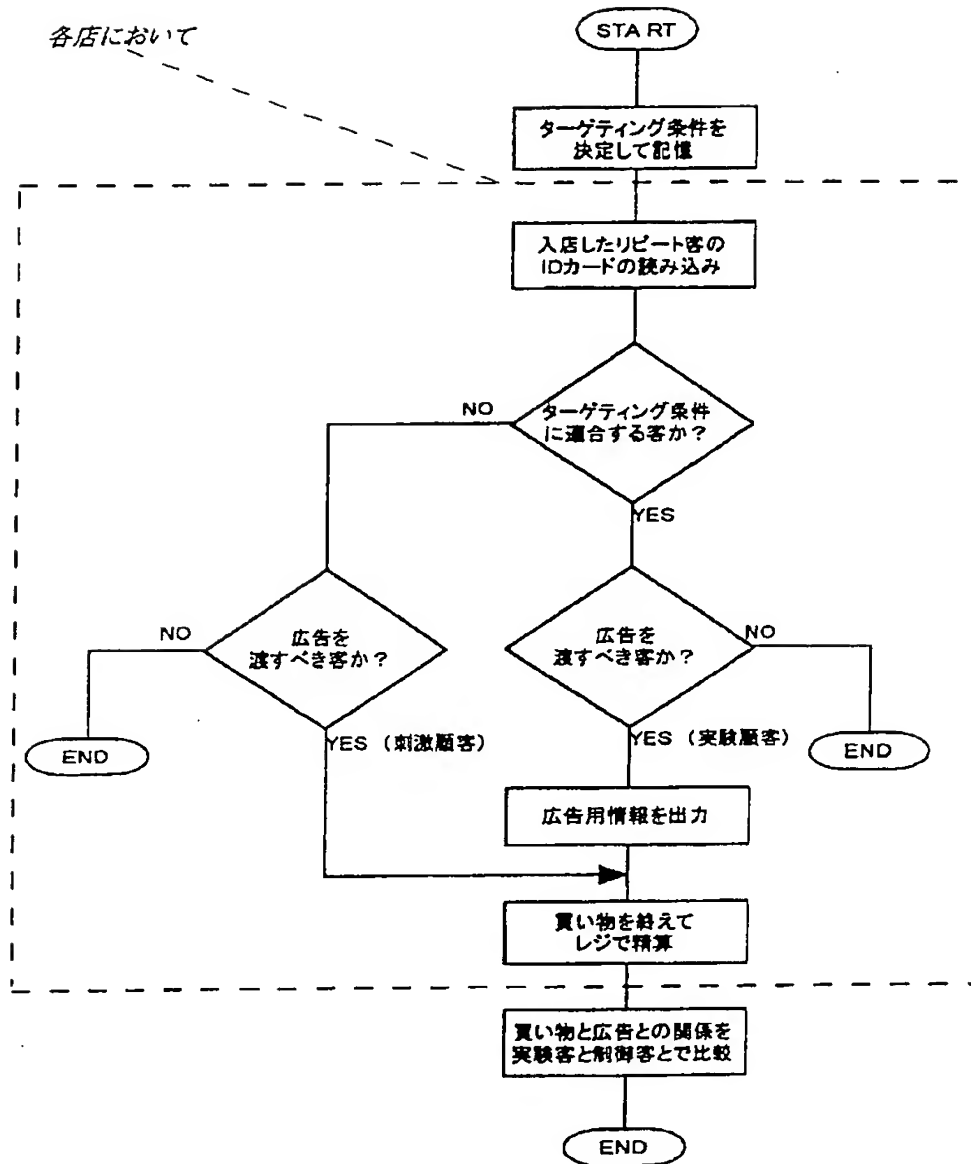 各店において
START
ターゲティング条件を
決定して記憶
入店したリピート客の
IDカードの読み込み
ターゲティング条件
に適合する客か？
NO
YES
広告を
渡すべき客か？
NO
YES（刺激顧客）
END
広告を
渡すべき客か？
NO
YES（実験顧客）
END
広告用情報を出力
買い物を終えて
レジで精算
買い物と広告との関係を
実験客と制御客とで比較
END